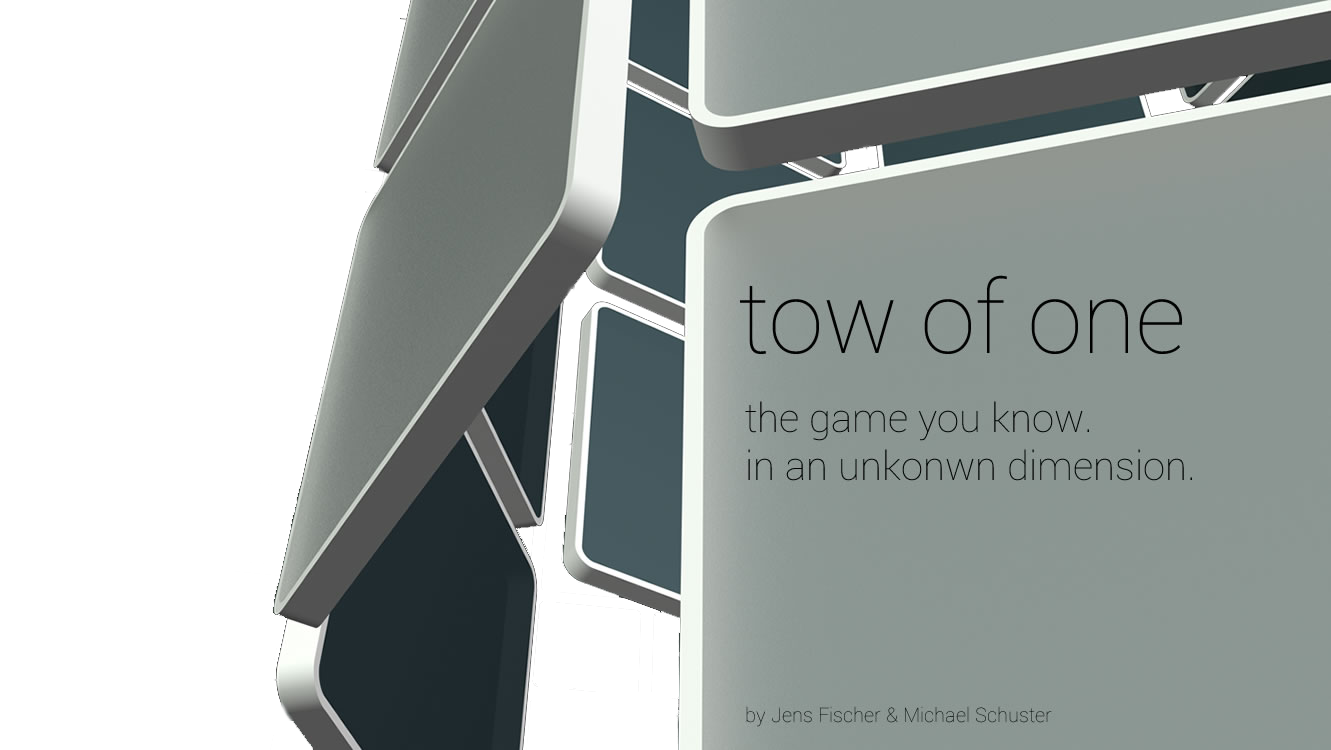 tow of one
the game you know.
in an unkonwn dimension.
by Jens Fischer & Michael Schuster